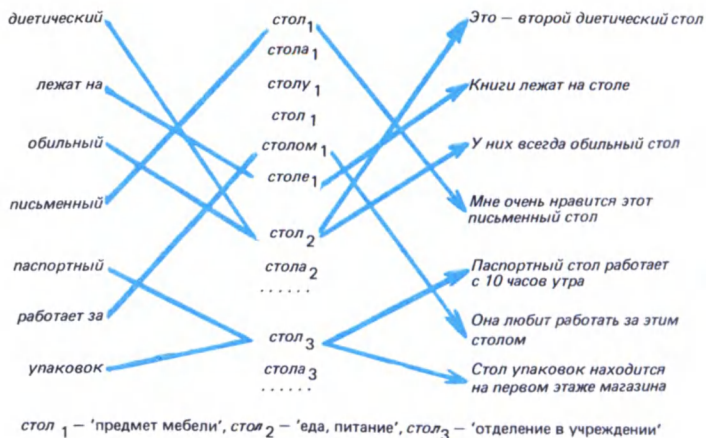 диетический
лежат на
обильный
письменный
паспортный
работает за
упаковок
стол 1
стола 1
столу 1
стол 1
столом 1
столе 1
стол 2
стола 2
......
стол 3
стола 3
......
Это — второй диетический стол
Книги лежат на столе
У них всегда обильный стол
Мне очень нравится этот
письменный стол
Паспортный стол работает
с 10 часов утра
Она любит работать за этим
столом
Стол упаковок находится
на первом этаже магазина
стол 1 — 'предмет мебели', стол 2 — 'еда, питание', стол 3 — 'отделение в учреждении'